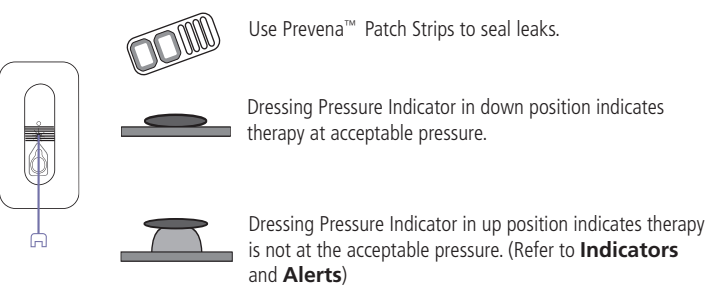 Use Prevena™ Patch Strips to seal leaks.
Dressing Pressure Indicator in down position indicates
therapy at acceptable pressure.
Dressing Pressure Indicator in up position indicates therapy
is not at the acceptable pressure. (Refer to Indicators
and Alerts)